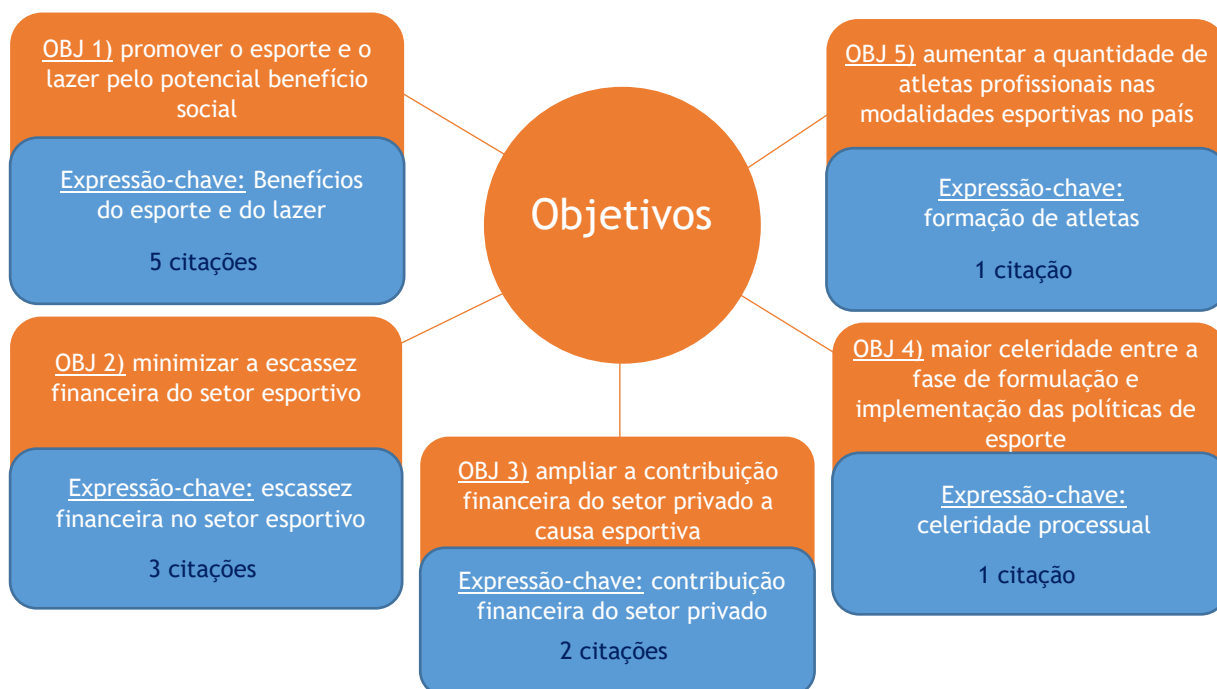 OBJ 1) promover o esporte e o
lazer pelo potencial benefício
social
Expressão-chave: Benefícios
do esporte e do lazer
5 citações
OBJ 2) minimizar a escassez
financeira do setor esportivo
Expressão-chave: escassez
financeira no setor esportivo
3 citações
Objetivos
OBJ 3) ampliar a contribuição
financeira do setor privado a
causa esportiva
Expressão-chave: contribuição
financeira do setor privado
2 citações
OBJ 5) aumentar a quantidade de
atletas profissionais nas
modalidades esportivas no país
Expressão-chave:
formação de atletas
1 citação
OBJ 4) maior celeridade entre a
fase de formulação e
implementação das políticas de
esporte
Expressão-chave:
celeridade processual
1 citação